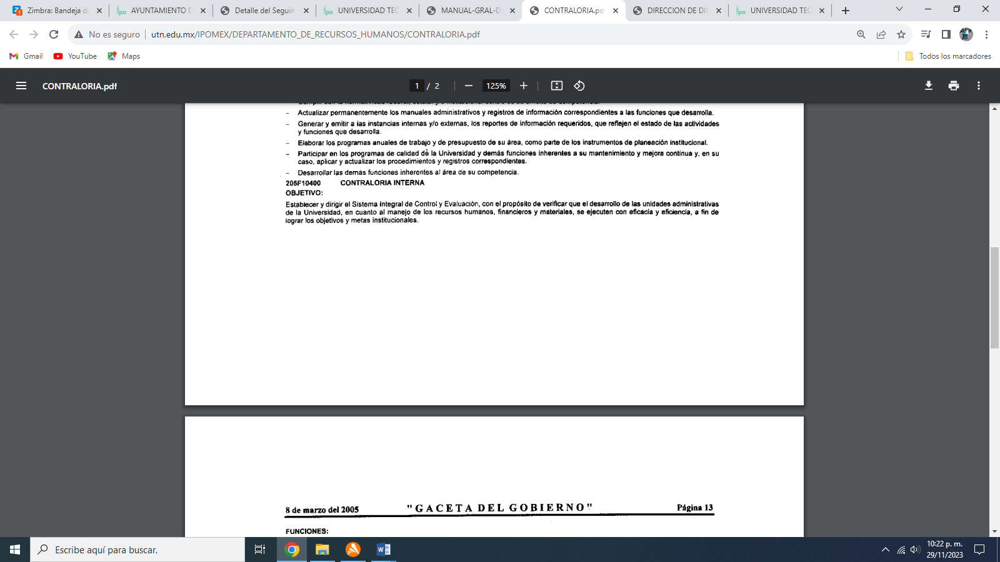 Zimbra: Bandeja de
AYUNTAMIENTO D
Detalle del Seguim
UNIVERSIDAD TEC
MANUAL-GRAL-D
CONTRALORIA.pd
DIRECCION DE DIF
UNIVERSIDAD TEC
No es seguro
utn.edu.mx/IPOMEX/DEPARTAMENTO_DE_RECURSOS_HUMANOS/CONTRALORIA.pdf
Gmail YouTube Maps Todos los marcadores
CONTRALORIA.pdf 1 / 2 125%
– Actualizar permanentemente los manuales administrativos y registros de información correspondientes a las funciones que desarrolla.
– Generar y emitir a las instancias internas y/o externas, los reportes de información requeridos, que reflejen el estado de las actividades
y funciones que desarrolla.
– Elaborar los programas anuales de trabajo y de presupuesto de su área, como parte de los instrumentos de planeación institucional.
– Participar en los programas de calidad de la Universidad y demás funciones inherentes a su mantenimiento y mejora continua y, en su
caso, aplicar y actualizar los procedimientos y registros correspondientes.
– Desarrollar las demás funciones inherentes al área de su competencia.
205F10400 CONTRALORIA INTERNA
OBJETIVO:
Establecer y dirigir el Sistema Integral de Control y Evaluación, con el propósito de verificar que el desarrollo de las unidades administrativas
de la Universidad, en cuanto al manejo de los recursos humanos, financieros y materiales, se ejecuten con eficacia y eficiencia, a fin de
lograr los objetivos y metas institucionales.
8 de marzo del 2005 "GACETA DEL GOBIERNO" Página 13
FUNCIONES:
Escribe aquí para buscar.
10:22 p. m.
29/11/2023